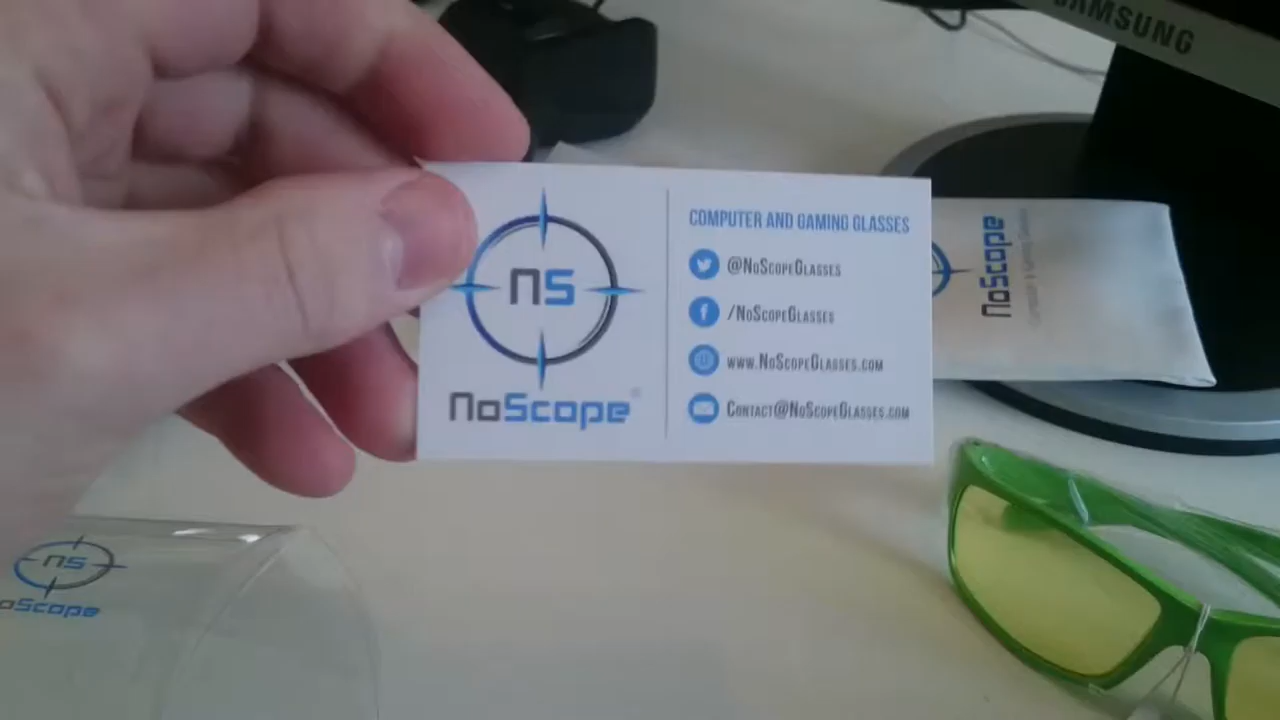 SAMSUNG
ns
NoScope®
COMPUTER AND GAMING GLASSES
@NoScopeGlasses
/NoScopeGlasses
www.NoScopeGlasses.com
Contact@NoScopeGlasses.com
NoScope
ns
NoScope